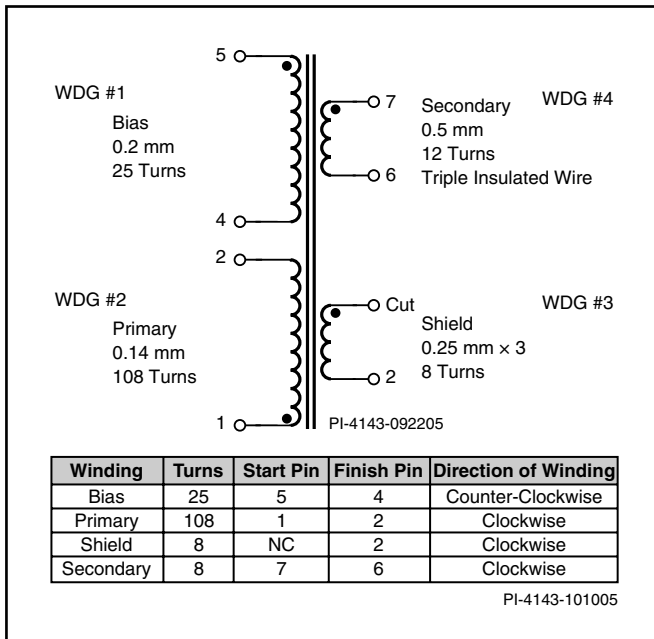 5
WDG #1
Bias
0.2 mm
25 Turns
4
7
Secondary
WDG #4
0.5 mm
12 Turns
6
Triple Insulated Wire
2
WDG #2
Primary
0.14 mm
108 Turns
1
Cut
WDG #3
Shield
0.25 mm × 3
8 Turns
2
PI-4143-092205
Winding Turns Start Pin Finish Pin Direction of Winding
Bias 25 5 4 Counter-Clockwise
Primary 108 1 2 Clockwise
Shield 8 NC 2 Clockwise
Secondary 8 7 6 Clockwise
PI-4143-101005